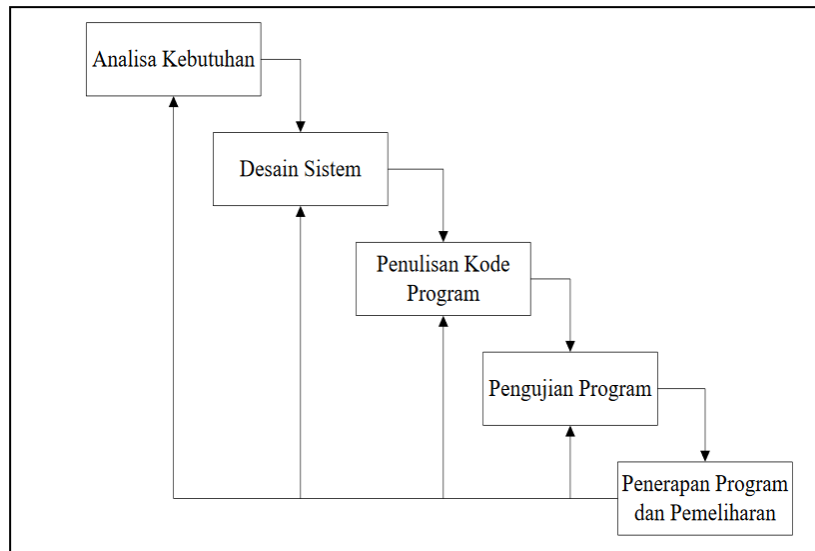 Analisa Kebutuhan
Desain Sistem
Penulisan Kode
Program
Pengujian Program
Penerapan Program
dan Pemeliharan